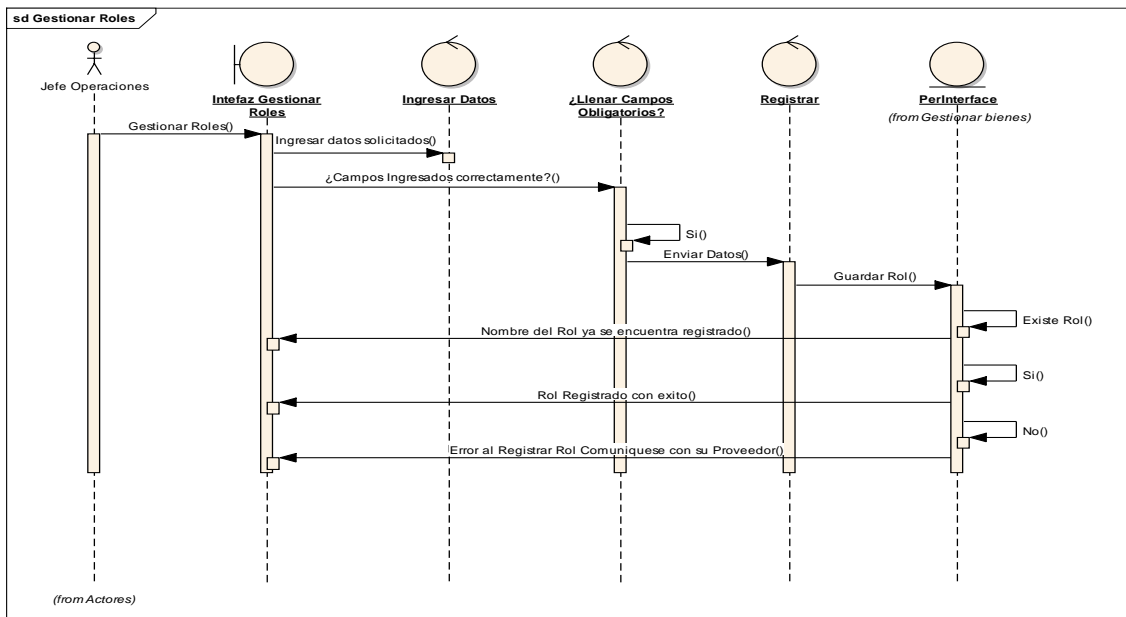 sd Gestionar Roles
Jefe Operaciones
Intefaz Gestionar
Roles
Ingresar Datos
¿Llenar Campos
Obligatorios?
Registrar
PerInterface
(from Gestionar bienes)
Gestionar Roles()
Ingresar datos solicitados()
¿Campos Ingresados correctamente?()
Si()
Enviar Datos()
Guardar Rol()
Existe Rol()
Nombre del Rol ya se encuentra registrado()
Si()
Rol Registrado con exito()
No()
Error al Registrar Rol Comuniquese con su Proveedor()
(from Actores)